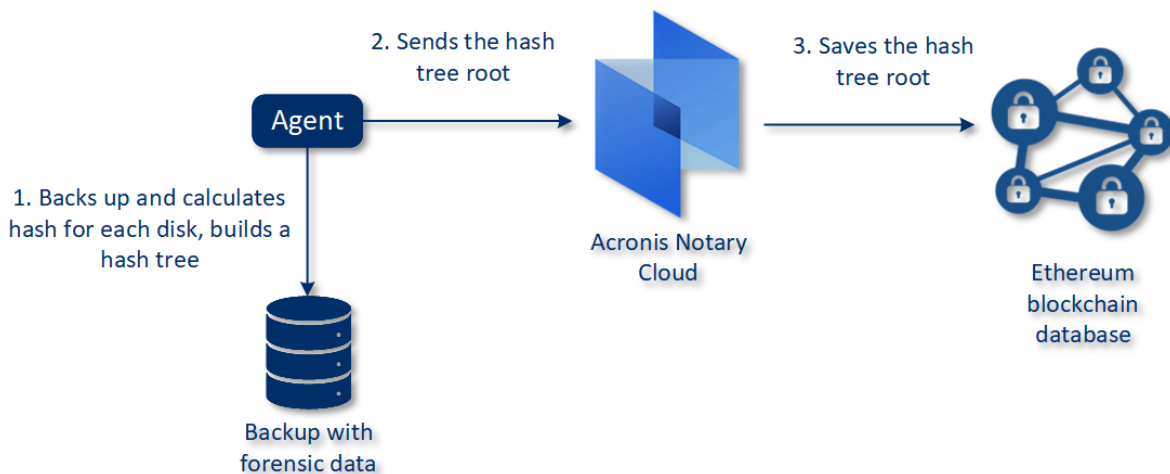 2. Sends the hash
tree root
3. Saves the hash
tree root
Agent
1. Backs up and calculates
hash for each disk, builds a
hash tree
Acronis Notary
Cloud
Ethereum
blockchain
database
Backup with
forensic data